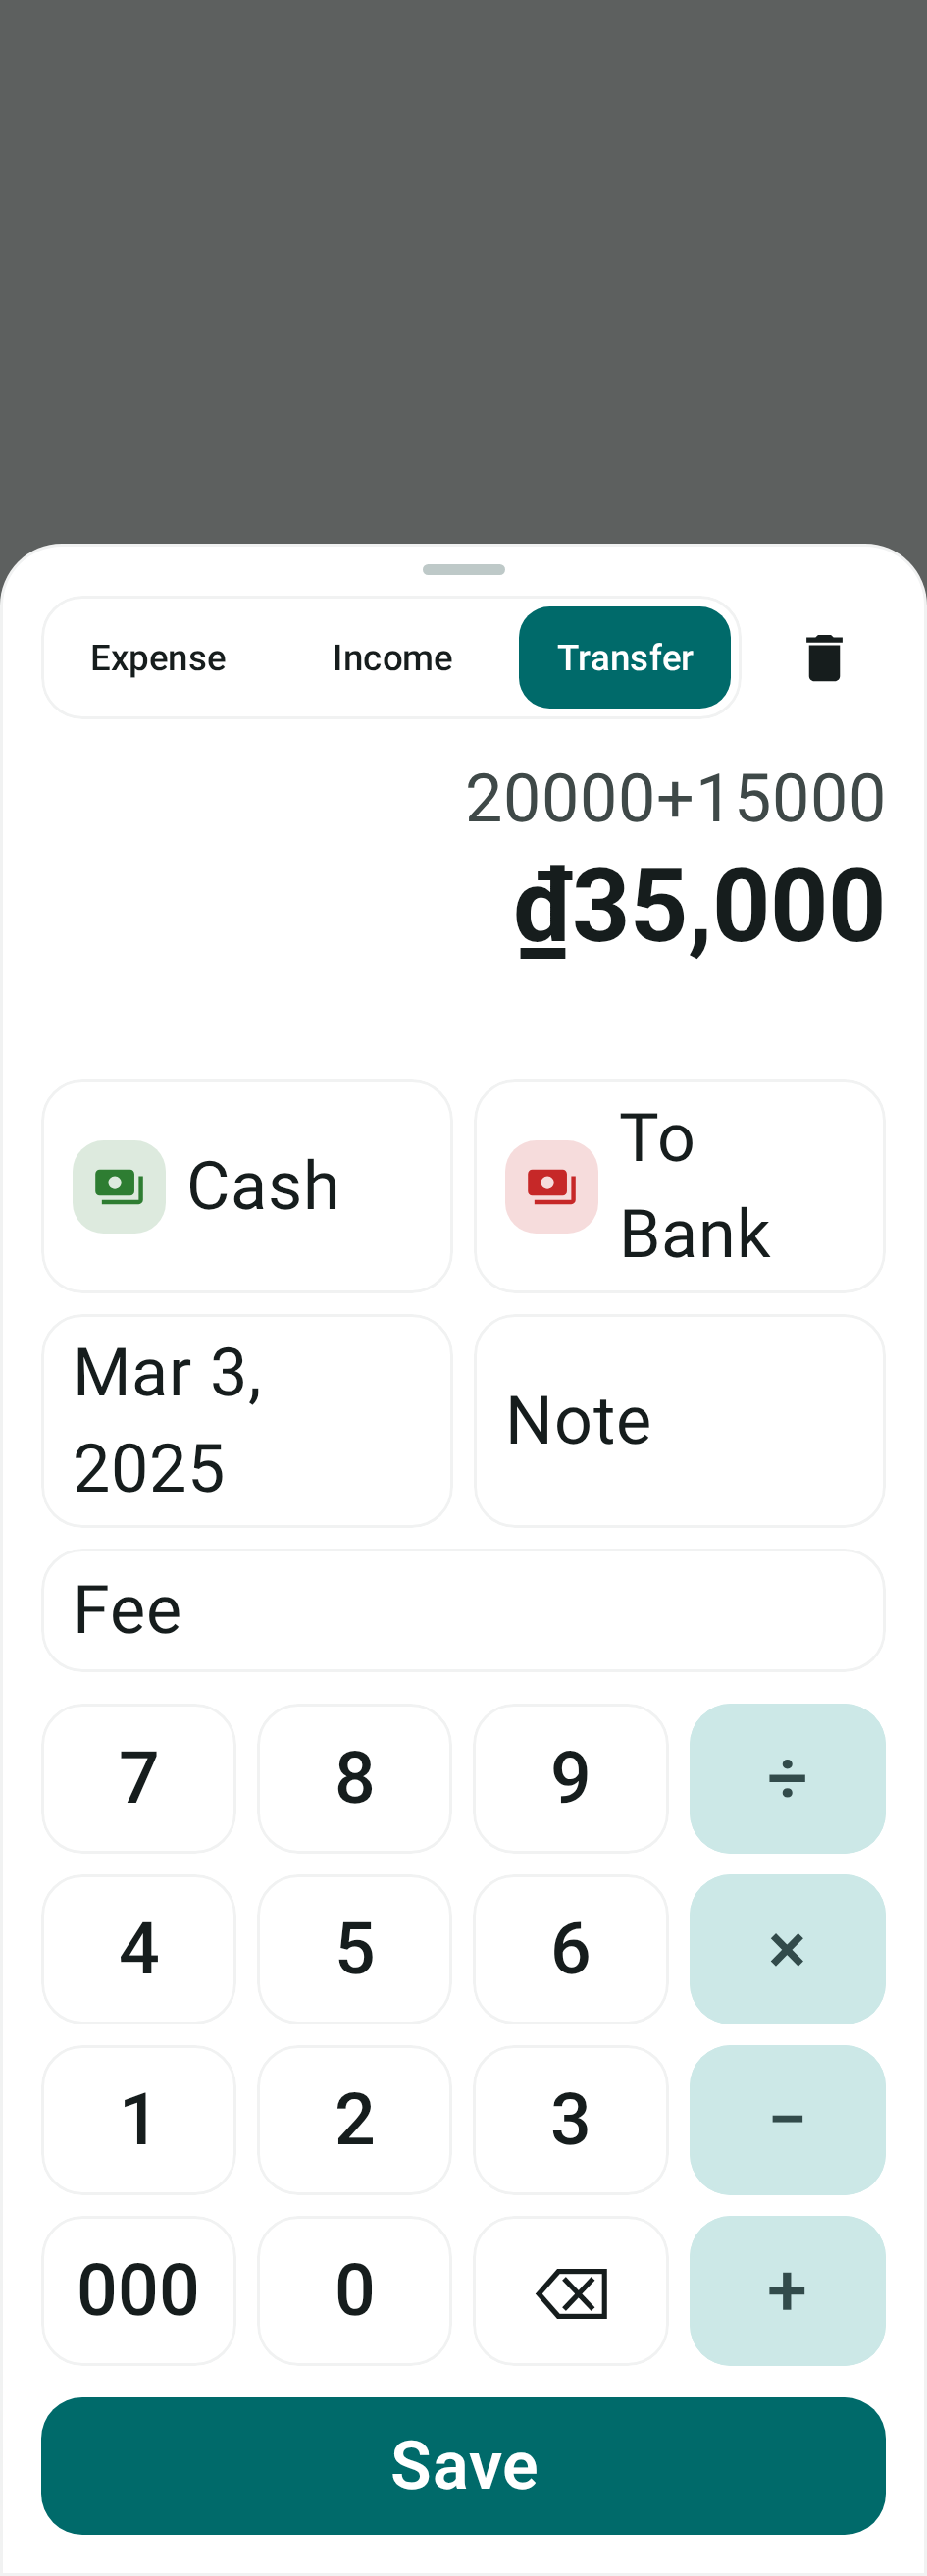 Expense Income Transfer
20000+15000
₫35,000
Cash
To
Bank
Mar 3,
2025
Note
Fee
7 8 9 ÷
4 5 6 ×
1 2 3 −
000 0 +
Save